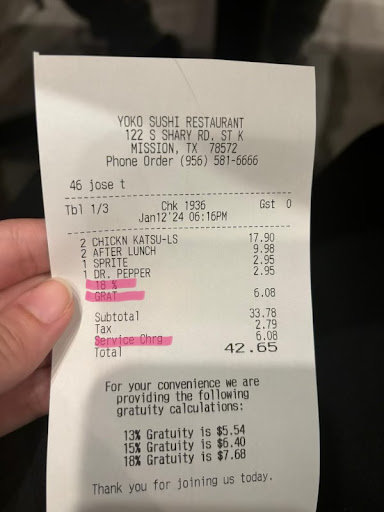 YOKO SUSHI RESTAURANT
122 S SHARY RD. ST K
MISSION, TX 78572
Phone Order (956) 581-6666
46 jose t
Tbl 1/3 Chk 1936 Gst 0
Jan12'24 06:16PM
2 CHICKN KATSU-LS 17.90
2 AFTER LUNCH 9.98
1 SPRITE 2.95
1 DR. PEPPER 2.95
18 %
GRAT 6.08
Subtotal 33.78
Tax 2.79
Service Chrg 6.08
Total 42.65
For your convenience we are
providing the following
gratuity calculations:
13% Gratuity is $5.54
15% Gratuity is $6.40
18% Gratuity is $7.68
Thank you for joining us today.